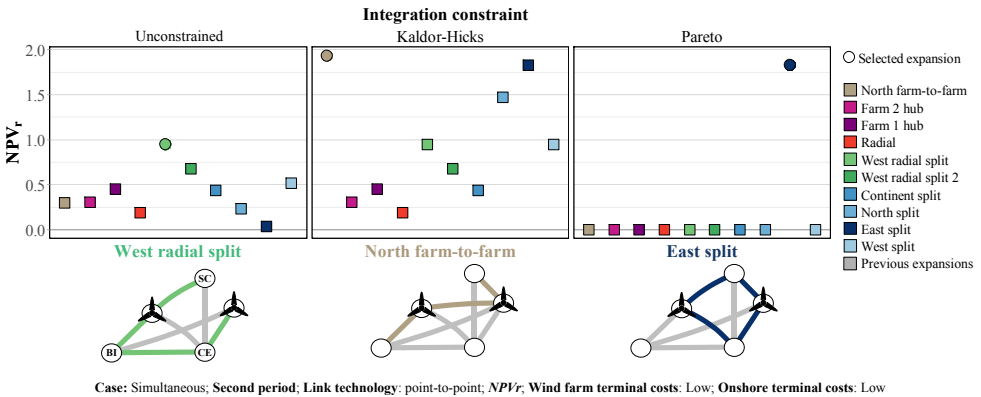 Integration constraint
Unconstrained
Kaldor-Hicks
Pareto
NPVr
2.0
1.5
1.0
0.5
0.0
Selected expansion
North farm-to-farm
Farm 2 hub
Farm 1 hub
Radial
West radial split
West radial split 2
Continent split
North split
East split
West split
Previous expansions
West radial split
North farm-to-farm
East split
SC
BI
CE
Case: Simultaneous; Second period; Link technology: point-to-point; NPVr; Wind farm terminal costs: Low; Onshore terminal costs: Low